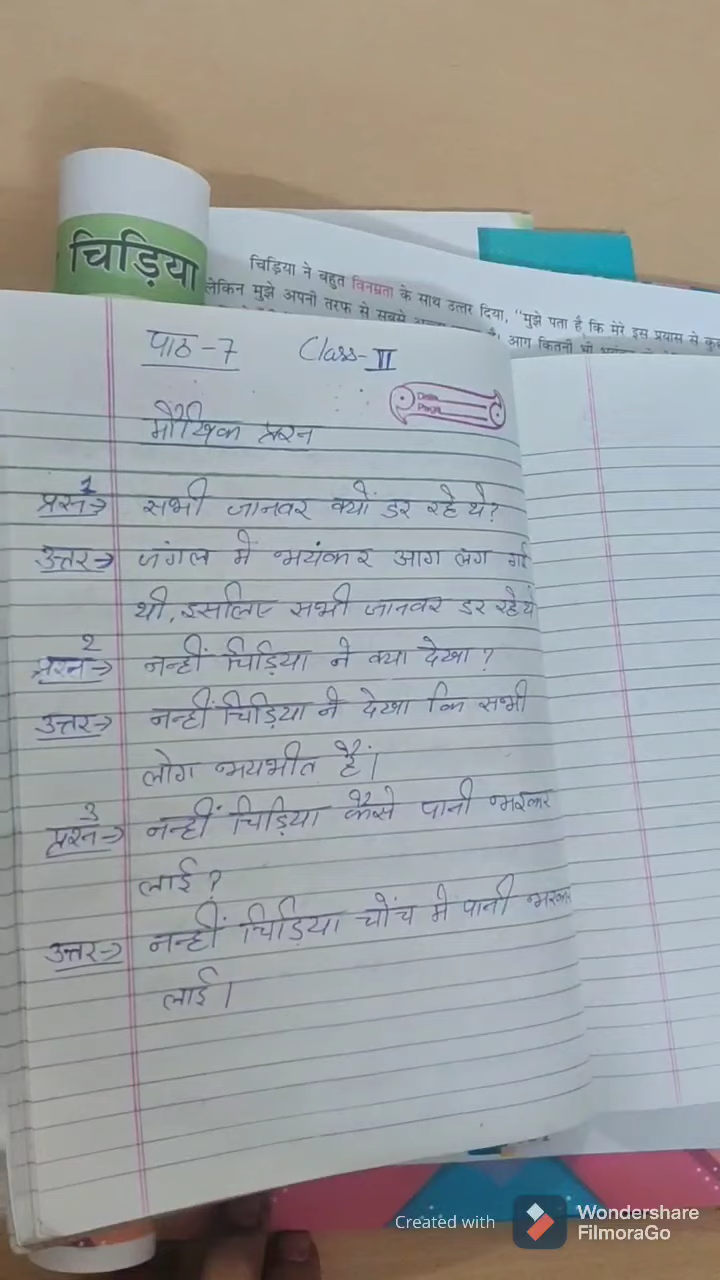 चिड़िया
चिड़िया ने बहुत विनम्रता के साथ उत्तर दिया, "मुझे पता है कि मेरे इस प्रयास से कुछ
लेकिन मुझे अपनी तरफ से सबसे
आग कितनी भी
पाठ-7 Class-II
Date
Page
मौखिक प्रश्न
प्रश्न 1→ सभी जानवर क्यों डर रहे थे?
उत्तर→ जंगल में भयंकर आग लग गई
थी, इसलिए सभी जानवर डर रहे थे
प्रश्न 2→ नन्हीं चिड़िया ने क्या देखा?
उत्तर→ नन्हीं चिड़िया ने देखा कि सभी
लोग भयभीत हैं।
प्रश्न 3→ नन्हीं चिड़िया कैसे पानी भरकर
लाई?
उत्तर→ नन्हीं चिड़िया चोंच में पानी भरकर
लाई।
Created with Wondershare
FilmoraGo